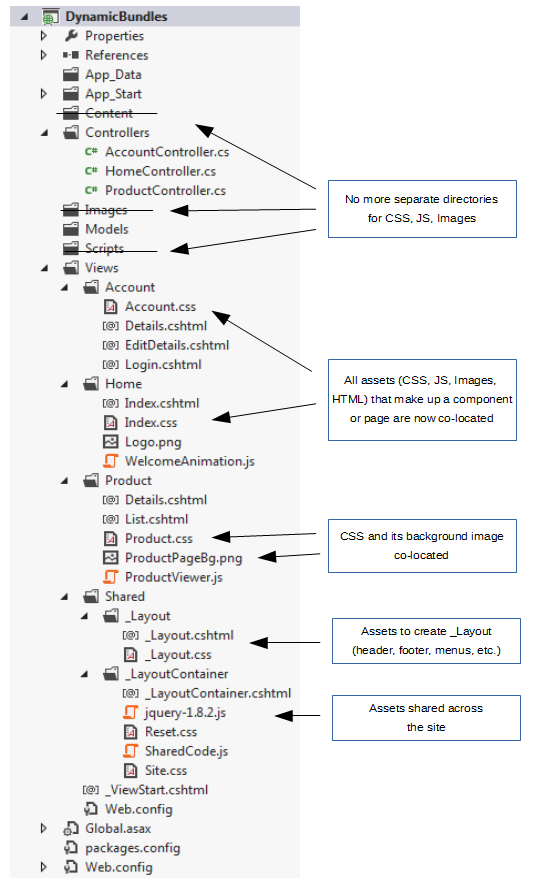 DynamicBundles
Properties
References
App_Data
App_Start
Content
Controllers
C# AccountController.cs
C# HomeController.cs
C# ProductController.cs
Images
Models
Scripts
Views
Account
Account.css
[@] Details.cshtml
[@] EditDetails.cshtml
[@] Login.cshtml
Home
[@] Index.cshtml
Index.css
Logo.png
WelcomeAnimation.js
Product
[@] Details.cshtml
[@] List.cshtml
Product.css
ProductPageBg.png
ProductViewer.js
Shared
_Layout
[@] _Layout.cshtml
_Layout.css
_LayoutContainer
[@] _LayoutContainer.cshtml
jquery-1.8.2.js
Reset.css
SharedCode.js
Site.css
[@] _ViewStart.cshtml
Web.config
Global.asax
packages.config
Web.config
No more separate directories
for CSS, JS, Images
All assets (CSS, JS, Images,
HTML) that make up a component
or page are now co-located
CSS and its background image
co-located
Assets to create _Layout
(header, footer, menus, etc.)
Assets shared across
the site